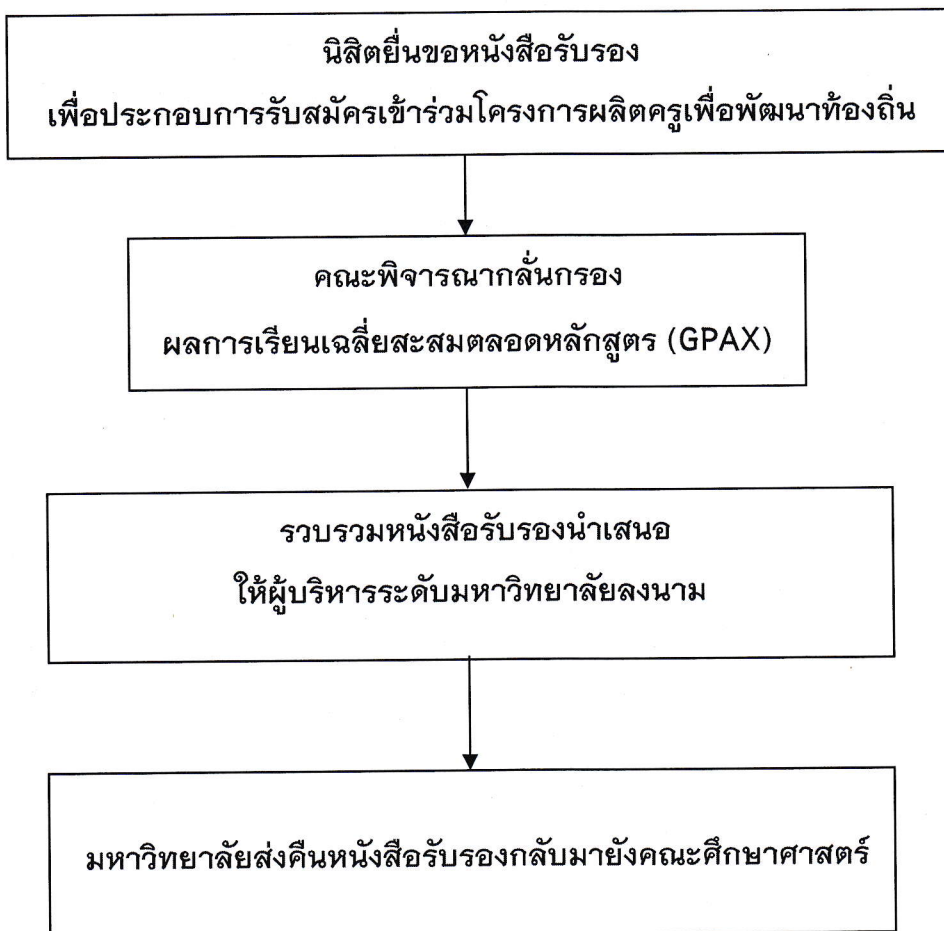 นิสิตยื่นขอหนังสือรับรอง
เพื่อประกอบการรับสมัครเข้าร่วมโครงการผลิตครูเพื่อพัฒนาท้องถิ่น
คณะพิจารณากลั่นกรอง
ผลการเรียนเฉลี่ยสะสมตลอดหลักสูตร (GPAX)
รวบรวมหนังสือรับรองนำเสนอ
ให้ผู้บริหารระดับมหาวิทยาลัยลงนาม
มหาวิทยาลัยส่งคืนหนังสือรับรองกลับมายังคณะศึกษาศาสตร์